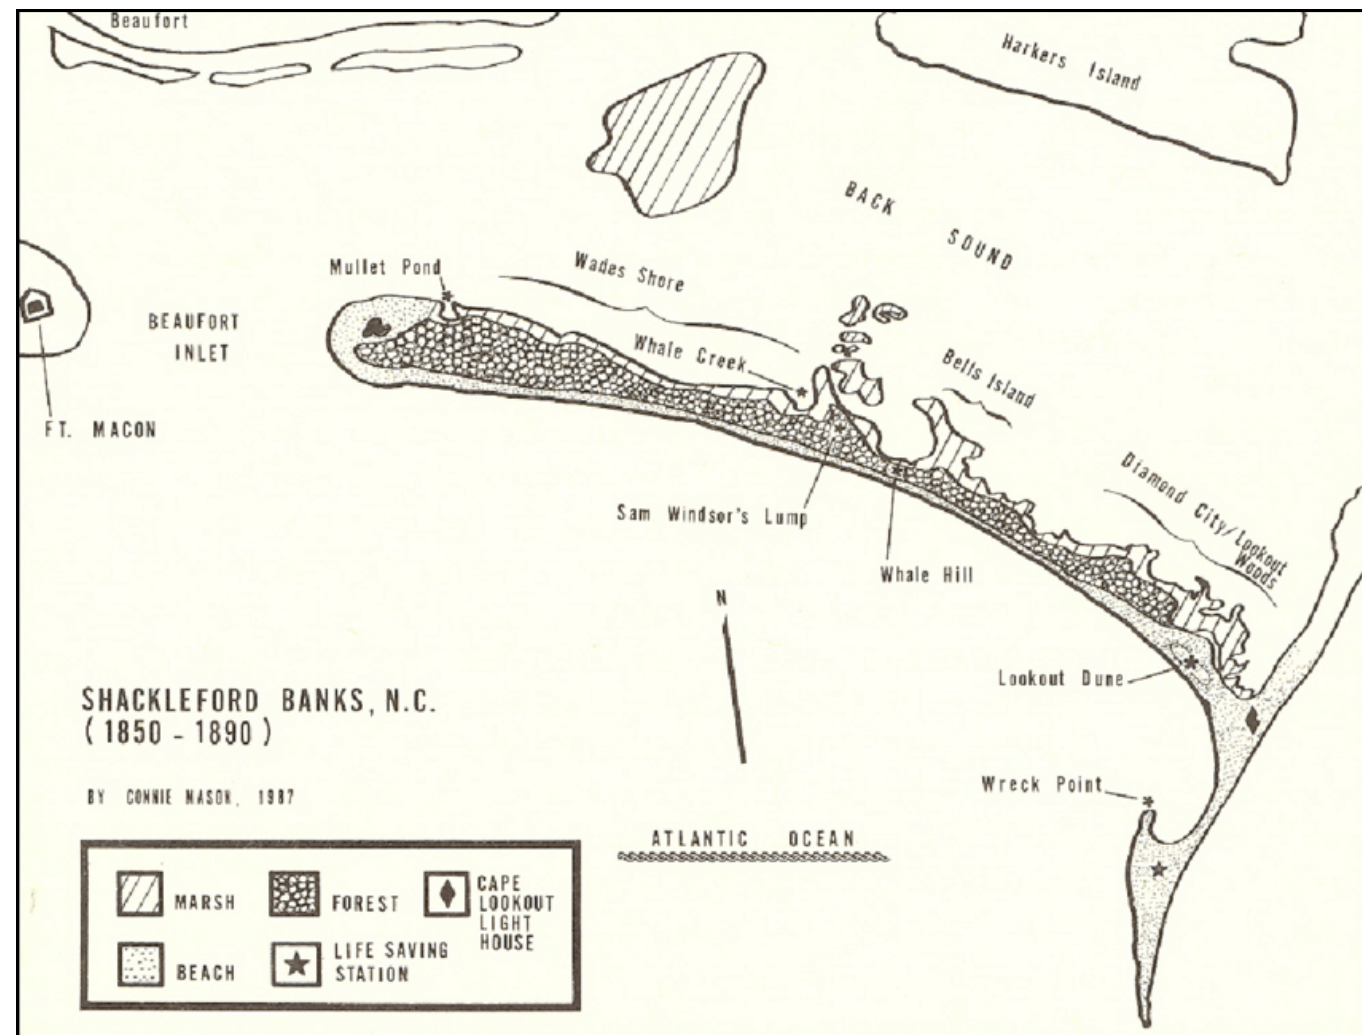 Beaufort
Harkers Island
BACK
SOUND
Mullet Pond
Wades Shore
BEAUFORT
INLET
Whale Creek
Bells Island
FT. MACON
Diamond City/Lookout
Woods
Sam Windsor's Lump
Whale Hill
N
Lookout Dune
SHACKLEFORD BANKS, N.C.
(1850 - 1890)
Wreck Point
BY CONNIE MASON, 1987
ATLANTIC OCEAN
MARSH
FOREST
CAPE
LOOKOUT
LIGHT
HOUSE
BEACH
LIFE SAVING
STATION